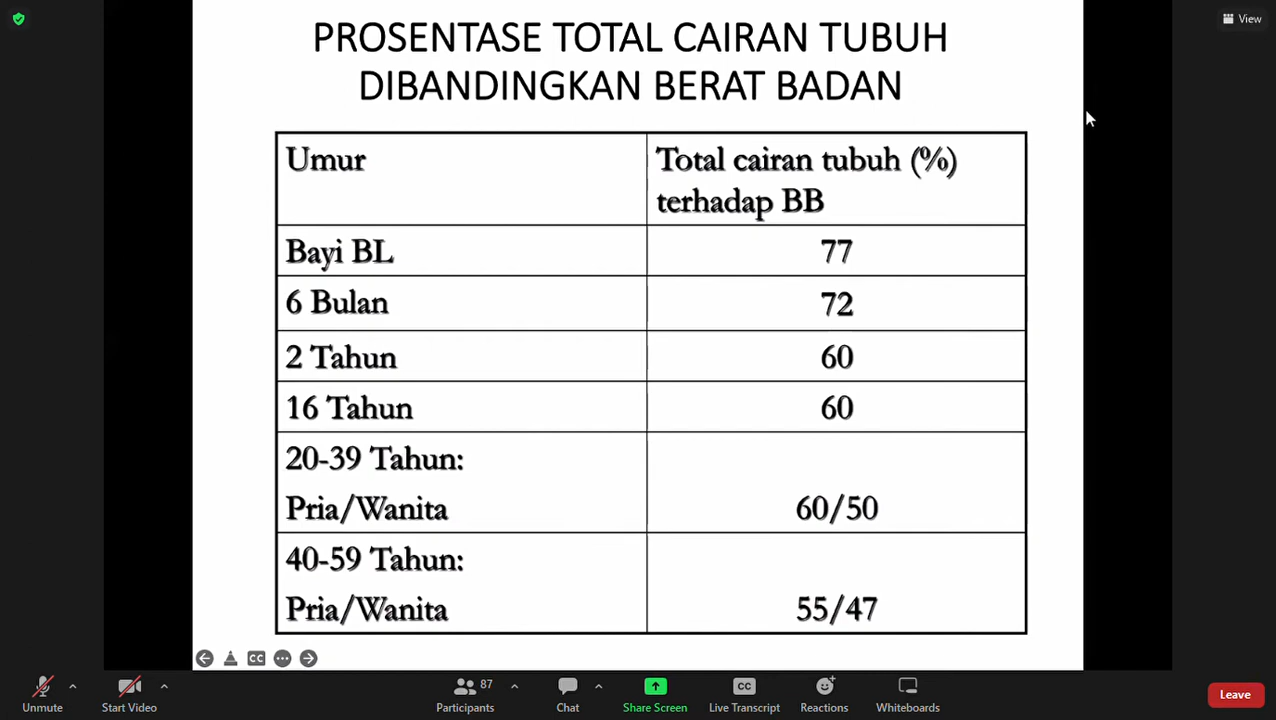 View
PROSENTASE TOTAL CAIRAN TUBUH
DIBANDINGKAN BERAT BADAN
Umur
Total cairan tubuh (%)
terhadap BB
Bayi BL
77
6 Bulan
72
2 Tahun
60
16 Tahun
60
20-39 Tahun:
Pria/Wanita
60/50
40-59 Tahun:
Pria/Wanita
55/47
CC
Unmute
Start Video
87
Participants
Chat
Share Screen
CC
Live Transcript
Reactions
Whiteboards
Leave